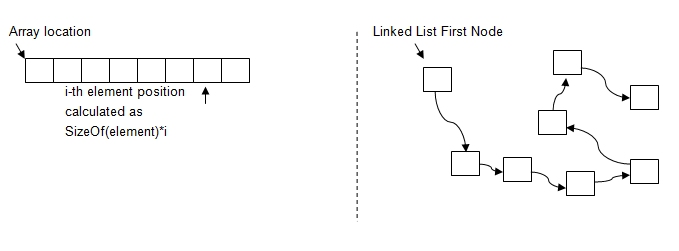 Array location
i-th element position
calculated as
SizeOf(element)*i
Linked List First Node